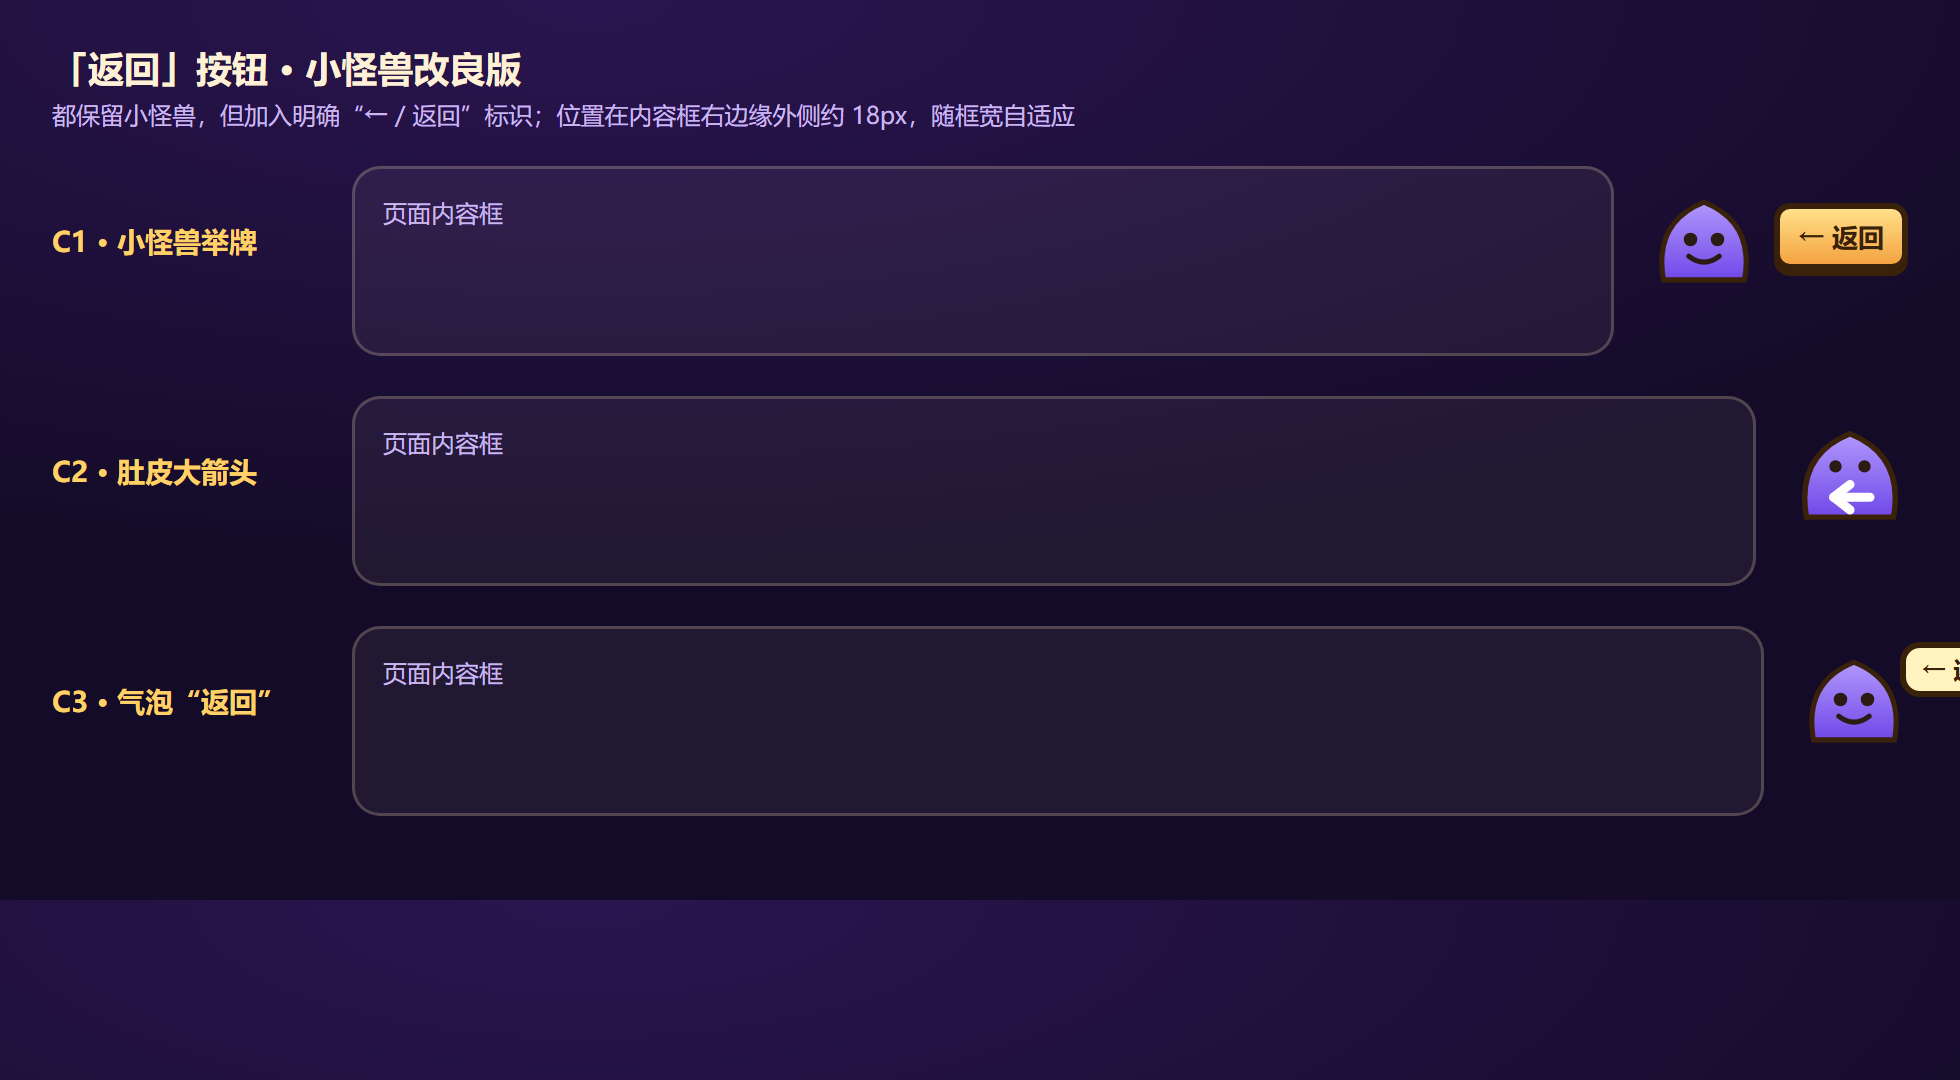 「返回」按钮 • 小怪兽改良版
都保留小怪兽，但加入明确“← / 返回”标识；位置在内容框右边缘外侧约 18px，随框宽自适应
C1 • 小怪兽举牌
页面内容框
← 返回
C2 • 肚皮大箭头
页面内容框
C3 • 气泡“返回”
页面内容框
←